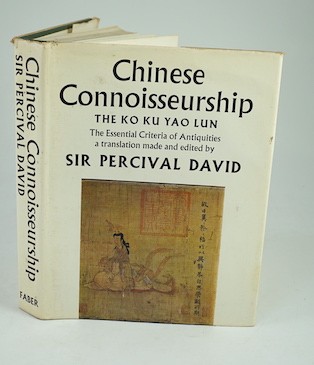 Chinese
Connoisseurship
THE KO KU YAO LUN
The Essential Criteria of Antiquities
a translation made and edited by
SIR PERCIVAL DAVID
Chinese Connoisseurship
SIR PERCIVAL DAVID
FABER